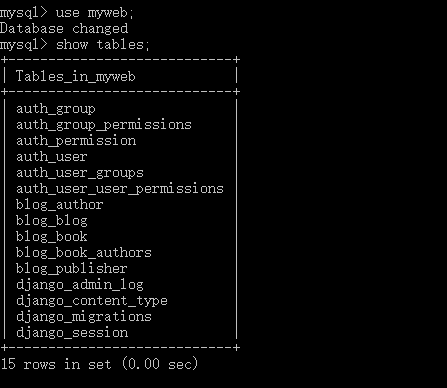 mysql> use myweb;
Database changed
mysql> show tables;
+----------------------------+
| Tables_in_myweb            |
+----------------------------+
| auth_group                 |
| auth_group_permissions     |
| auth_permission            |
| auth_user                  |
| auth_user_groups           |
| auth_user_user_permissions |
| blog_author                |
| blog_blog                  |
| blog_book                  |
| blog_book_authors          |
| blog_publisher             |
| django_admin_log           |
| django_content_type        |
| django_migrations          |
| django_session             |
+----------------------------+
15 rows in set (0.00 sec)